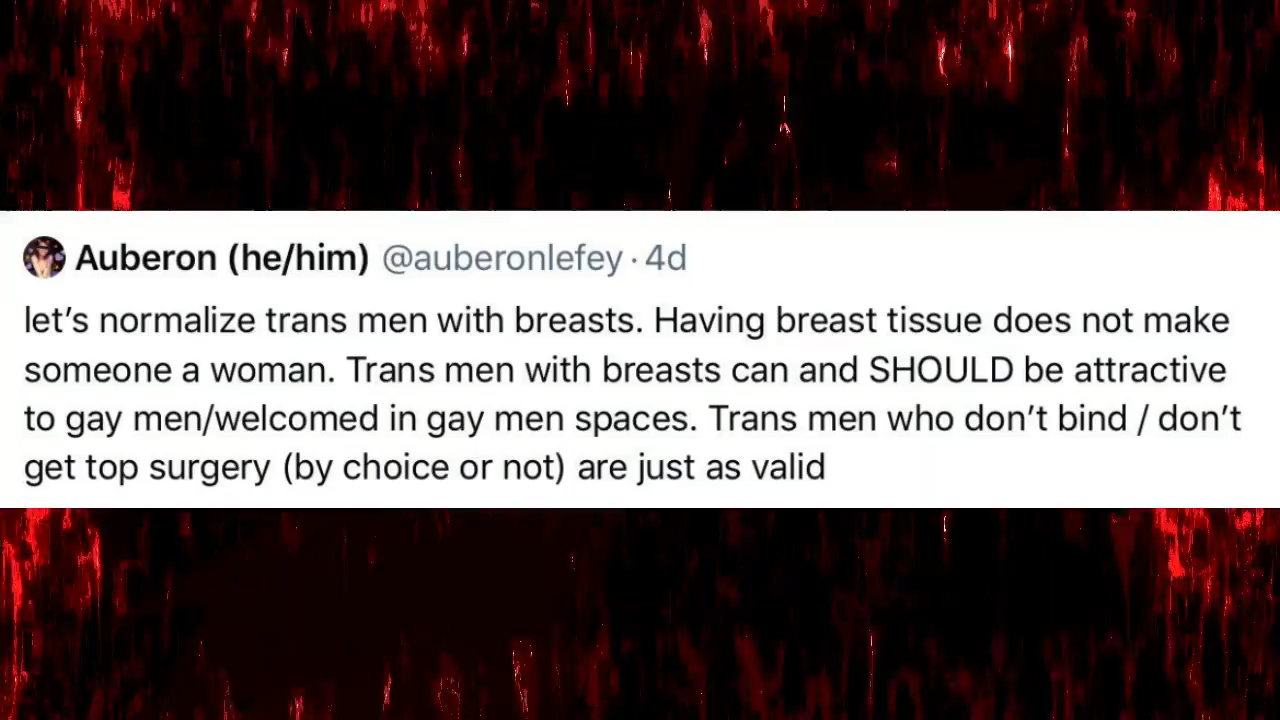 Auberon (he/him) @auberonlefey · 4d
let’s normalize trans men with breasts. Having breast tissue does not make
someone a woman. Trans men with breasts can and SHOULD be attractive
to gay men/welcomed in gay men spaces. Trans men who don’t bind / don’t
get top surgery (by choice or not) are just as valid